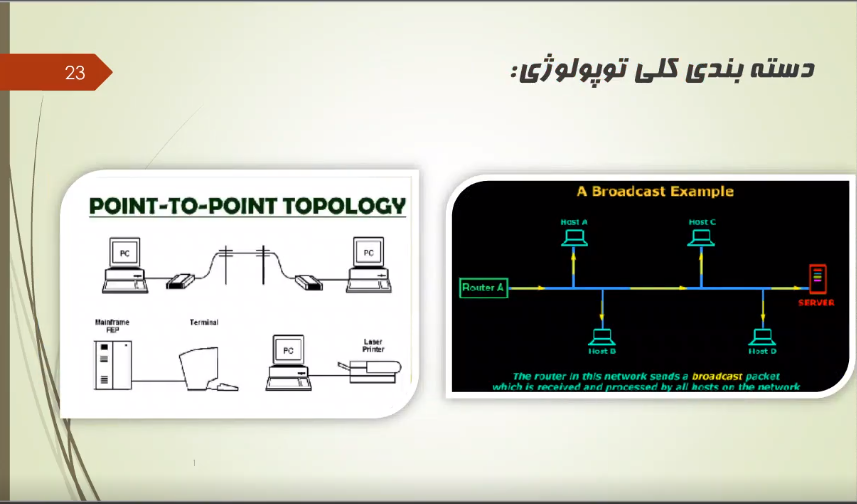 23
دسته بندی کلی توپولوژی:
POINT-TO-POINT TOPOLOGY
PC
PC
Mainframe
FEP
Terminal
PC
Laser
Printer
A Broadcast Example
Host A
Host C
Router A
SERVER
Host B
Host D
The router in this network sends a broadcast packet
which is received and processed by all hosts on the network